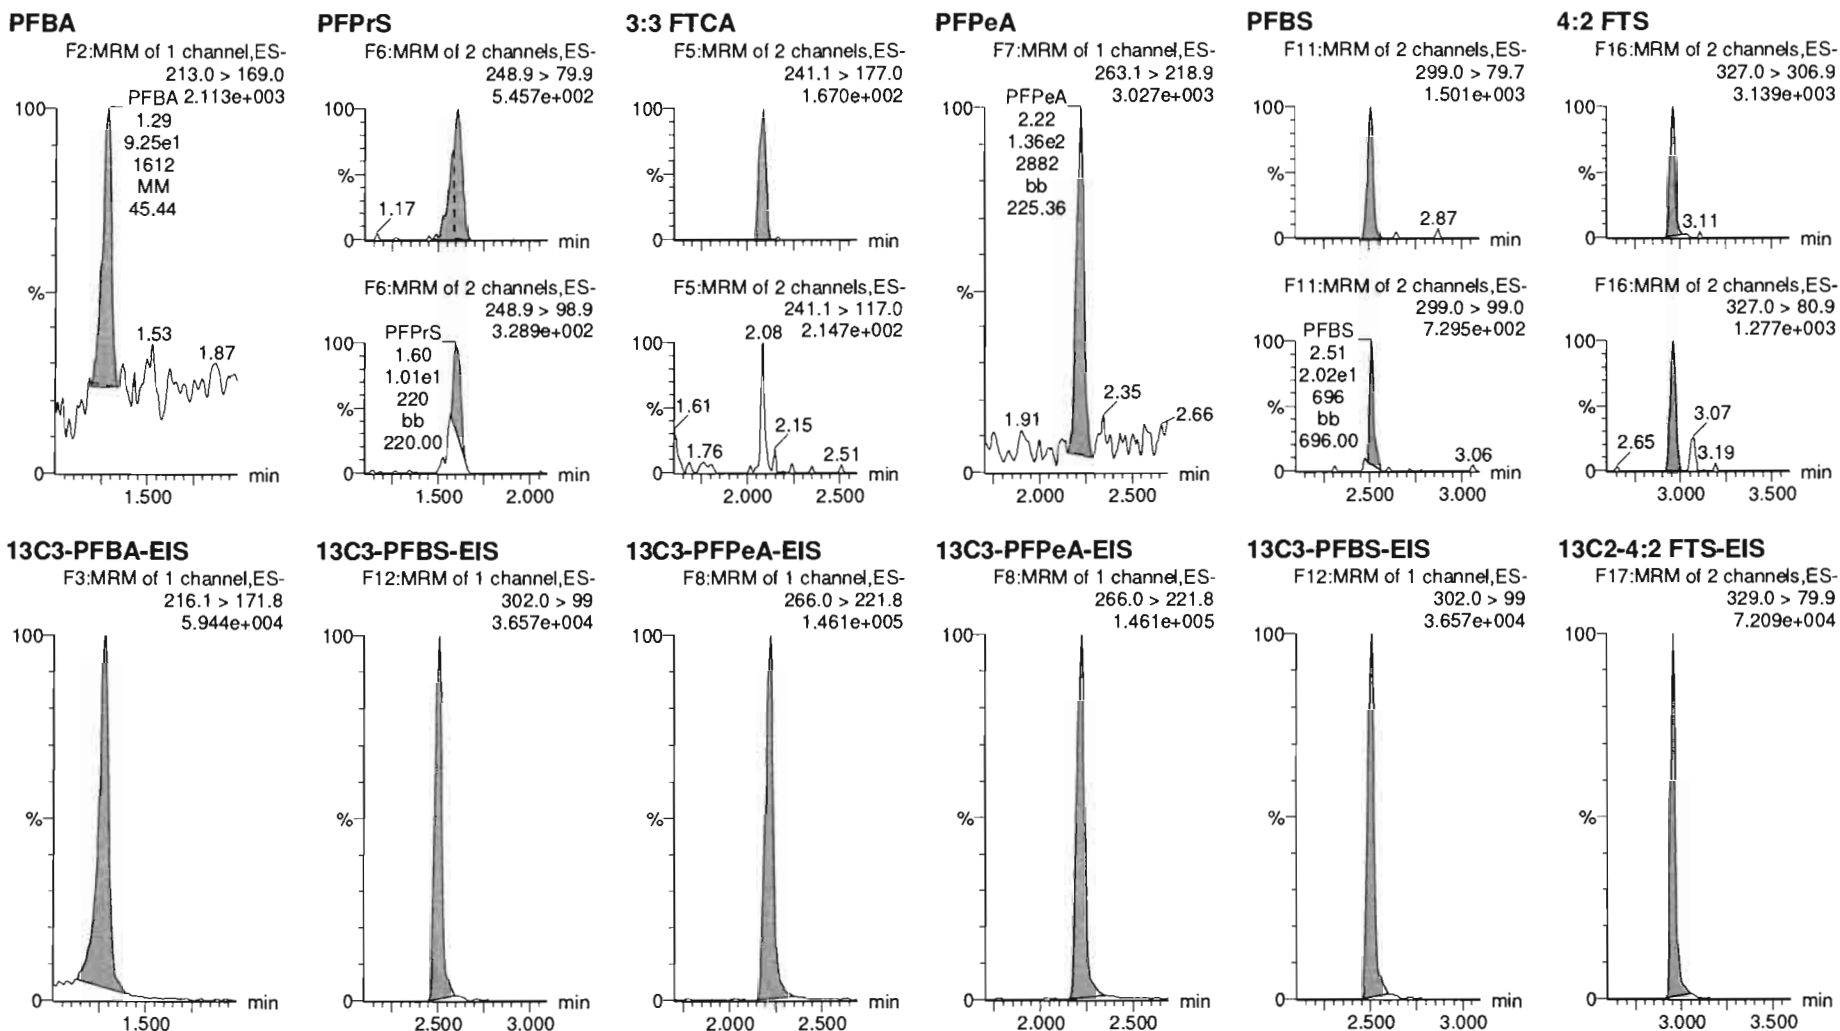 PFBA
F2:MRM of 1 channel,ES-
213.0 > 169.0
PFBA 2.113e+003
100
1.29
9.25e1
1612
MM
45.44
%
1.53
1.87
0
min
1.500
PFPrS
F6:MRM of 2 channels,ES-
248.9 > 79.9
5.457e+002
100
%
1.17
0
min
F6:MRM of 2 channels,ES-
248.9 > 98.9
3.289e+002
PFPrS
100
1.60
1.01e1
220
%
bb
220.00
0
min
1.500
2.000
3:3 FTCA
F5:MRM of 2 channels,ES-
241.1 > 177.0
1.670e+002
100
%
0
min
F5:MRM of 2 channels,ES-
241.1 > 117.0
2.147e+002
2.08
100
%
1.61
1.76
2.15
2.51
0
min
2.000
2.500
PFPeA
F7:MRM of 1 channel,ES-
263.1 > 218.9
3.027e+003
PFPeA
100
2.22
1.36e2
2882
bb
225.36
%
1.91
2.35
2.66
0
min
2.000
2.500
PFBS
F11:MRM of 2 channels,ES-
299.0 > 79.7
1.501e+003
100
%
2.87
0
min
F11:MRM of 2 channels,ES-
299.0 > 99.0
7.295e+002
PFBS
100
2.51
2.02e1
696
%
bb
696.00
3.06
0
min
2.500
3.000
4:2 FTS
F16:MRM of 2 channels,ES-
327.0 > 306.9
3.139e+003
100
%
3.11
0
min
F16:MRM of 2 channels,ES-
327.0 > 80.9
1.277e+003
100
%
2.65
3.07
3.19
0
min
3.000
3.500
13C3-PFBA-EIS
F3:MRM of 1 channel,ES-
216.1 > 171.8
5.944e+004
100
%
0
min
1.500
13C3-PFBS-EIS
F12:MRM of 1 channel,ES-
302.0 > 99
3.657e+004
100
%
0
min
2.500
3.000
13C3-PFPeA-EIS
F8:MRM of 1 channel,ES-
266.0 > 221.8
1.461e+005
100
%
0
min
2.000
2.500
13C3-PFPeA-EIS
F8:MRM of 1 channel,ES-
266.0 > 221.8
1.461e+005
100
%
0
min
2.000
2.500
13C3-PFBS-EIS
F12:MRM of 1 channel,ES-
302.0 > 99
3.657e+004
100
%
0
min
2.500
3.000
13C2-4:2 FTS-EIS
F17:MRM of 2 channels,ES-
329.0 > 79.9
7.209e+004
100
%
0
min
3.000
3.500